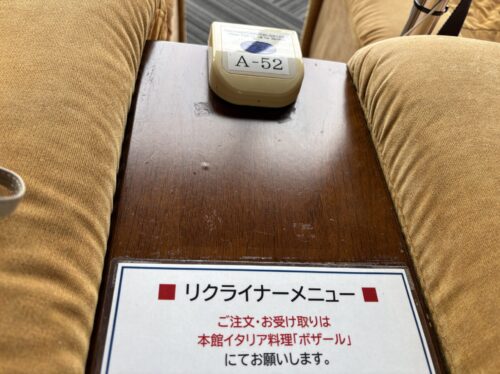 A-52
■ リクライナーメニュー ■
ご注文・お受け取りは
本館イタリア料理「ボザール」
にてお願いします。